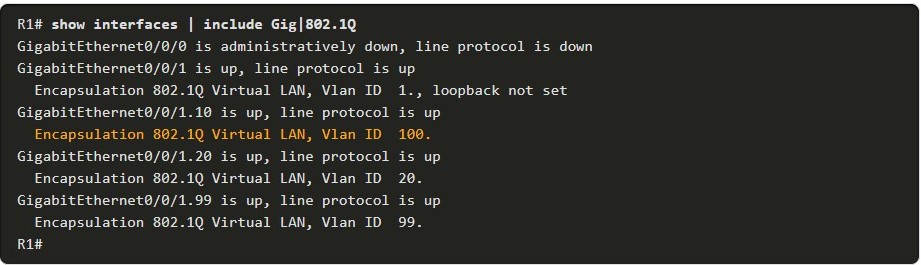 R1# show interfaces | include Gig|802.1Q
GigabitEthernet0/0/0 is administratively down, line protocol is down
GigabitEthernet0/0/1 is up, line protocol is up
  Encapsulation 802.1Q Virtual LAN, Vlan ID  1., loopback not set
GigabitEthernet0/0/1.10 is up, line protocol is up
  Encapsulation 802.1Q Virtual LAN, Vlan ID  100.
GigabitEthernet0/0/1.20 is up, line protocol is up
  Encapsulation 802.1Q Virtual LAN, Vlan ID  20.
GigabitEthernet0/0/1.99 is up, line protocol is up
  Encapsulation 802.1Q Virtual LAN, Vlan ID  99.
R1#